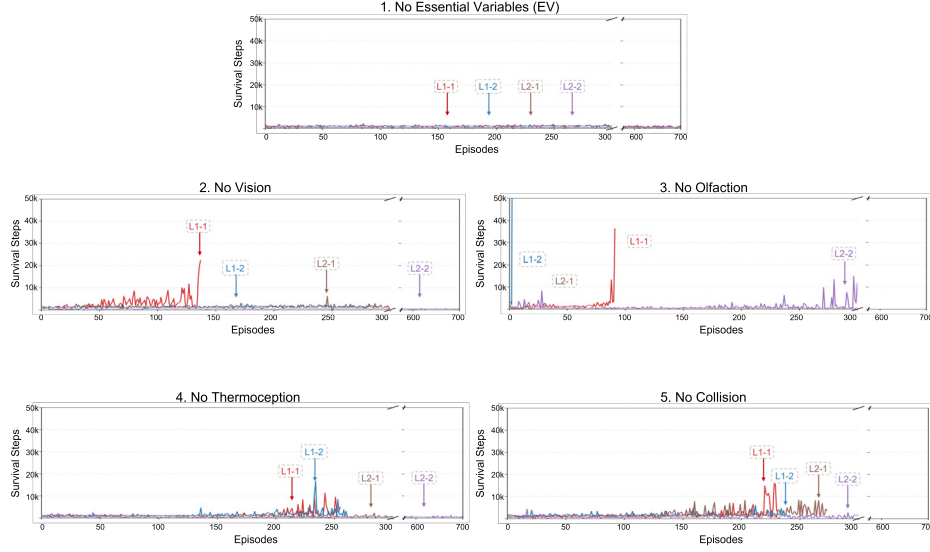 1. No Essential Variables (EV)
50k
40k
30k
20k
10k
Survival Steps
L1-1 L1-2 L2-1 L2-2
0 50 100 150 200 250 300 600 700
Episodes
2. No Vision
50k
40k
30k
20k
10k
Survival Steps
L1-1
L1-2 L2-1 L2-2
0 50 100 150 200 250 300 600 700
Episodes
3. No Olfaction
50k
40k
30k
20k
10k
Survival Steps
L1-2 L2-1 L1-1 L2-2
0 50 100 150 200 250 300 600 700
Episodes
4. No Thermoception
50k
40k
30k
20k
10k
Survival Steps
L1-1 L1-2 L2-1 L2-2
0 50 100 150 200 250 300 600 700
Episodes
5. No Collision
50k
40k
30k
20k
10k
Survival Steps
L1-1 L1-2 L2-1 L2-2
0 50 100 150 200 250 300 600 700
Episodes